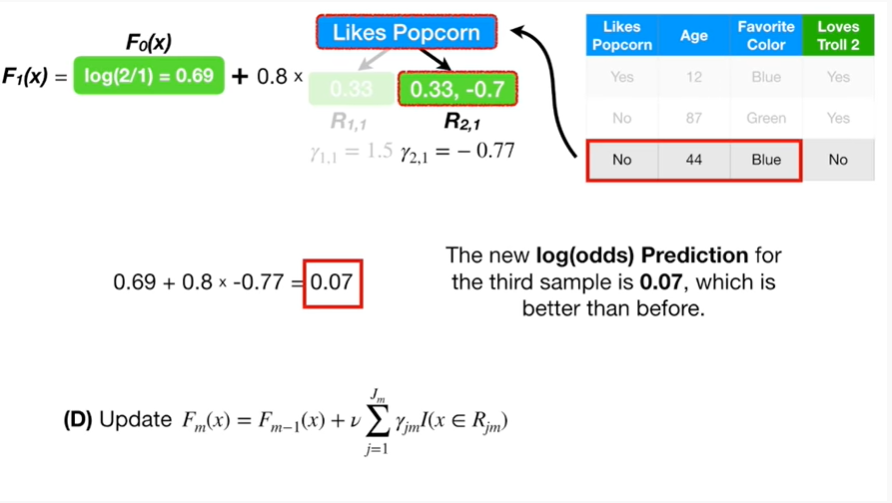 F₀(x)
F₁(x) = log(2/1) = 0.69 + 0.8 ×
Likes Popcorn
0.33
0.33, -0.7
R₁,₁
R₂,₁
γ₁,₁ = 1.5
γ₂,₁ = − 0.77
Likes Popcorn Age Favorite Color Loves Troll 2
Yes 12 Blue Yes
No 87 Green Yes
No 44 Blue No
0.69 + 0.8 × -0.77 = 0.07
The new log(odds) Prediction for
the third sample is 0.07, which is
better than before.
(D) Update Fₘ(x) = Fₘ₋₁(x) + ν ∑_{j=1}^{Jₘ} γⱼₘI(x ∈ Rⱼₘ)